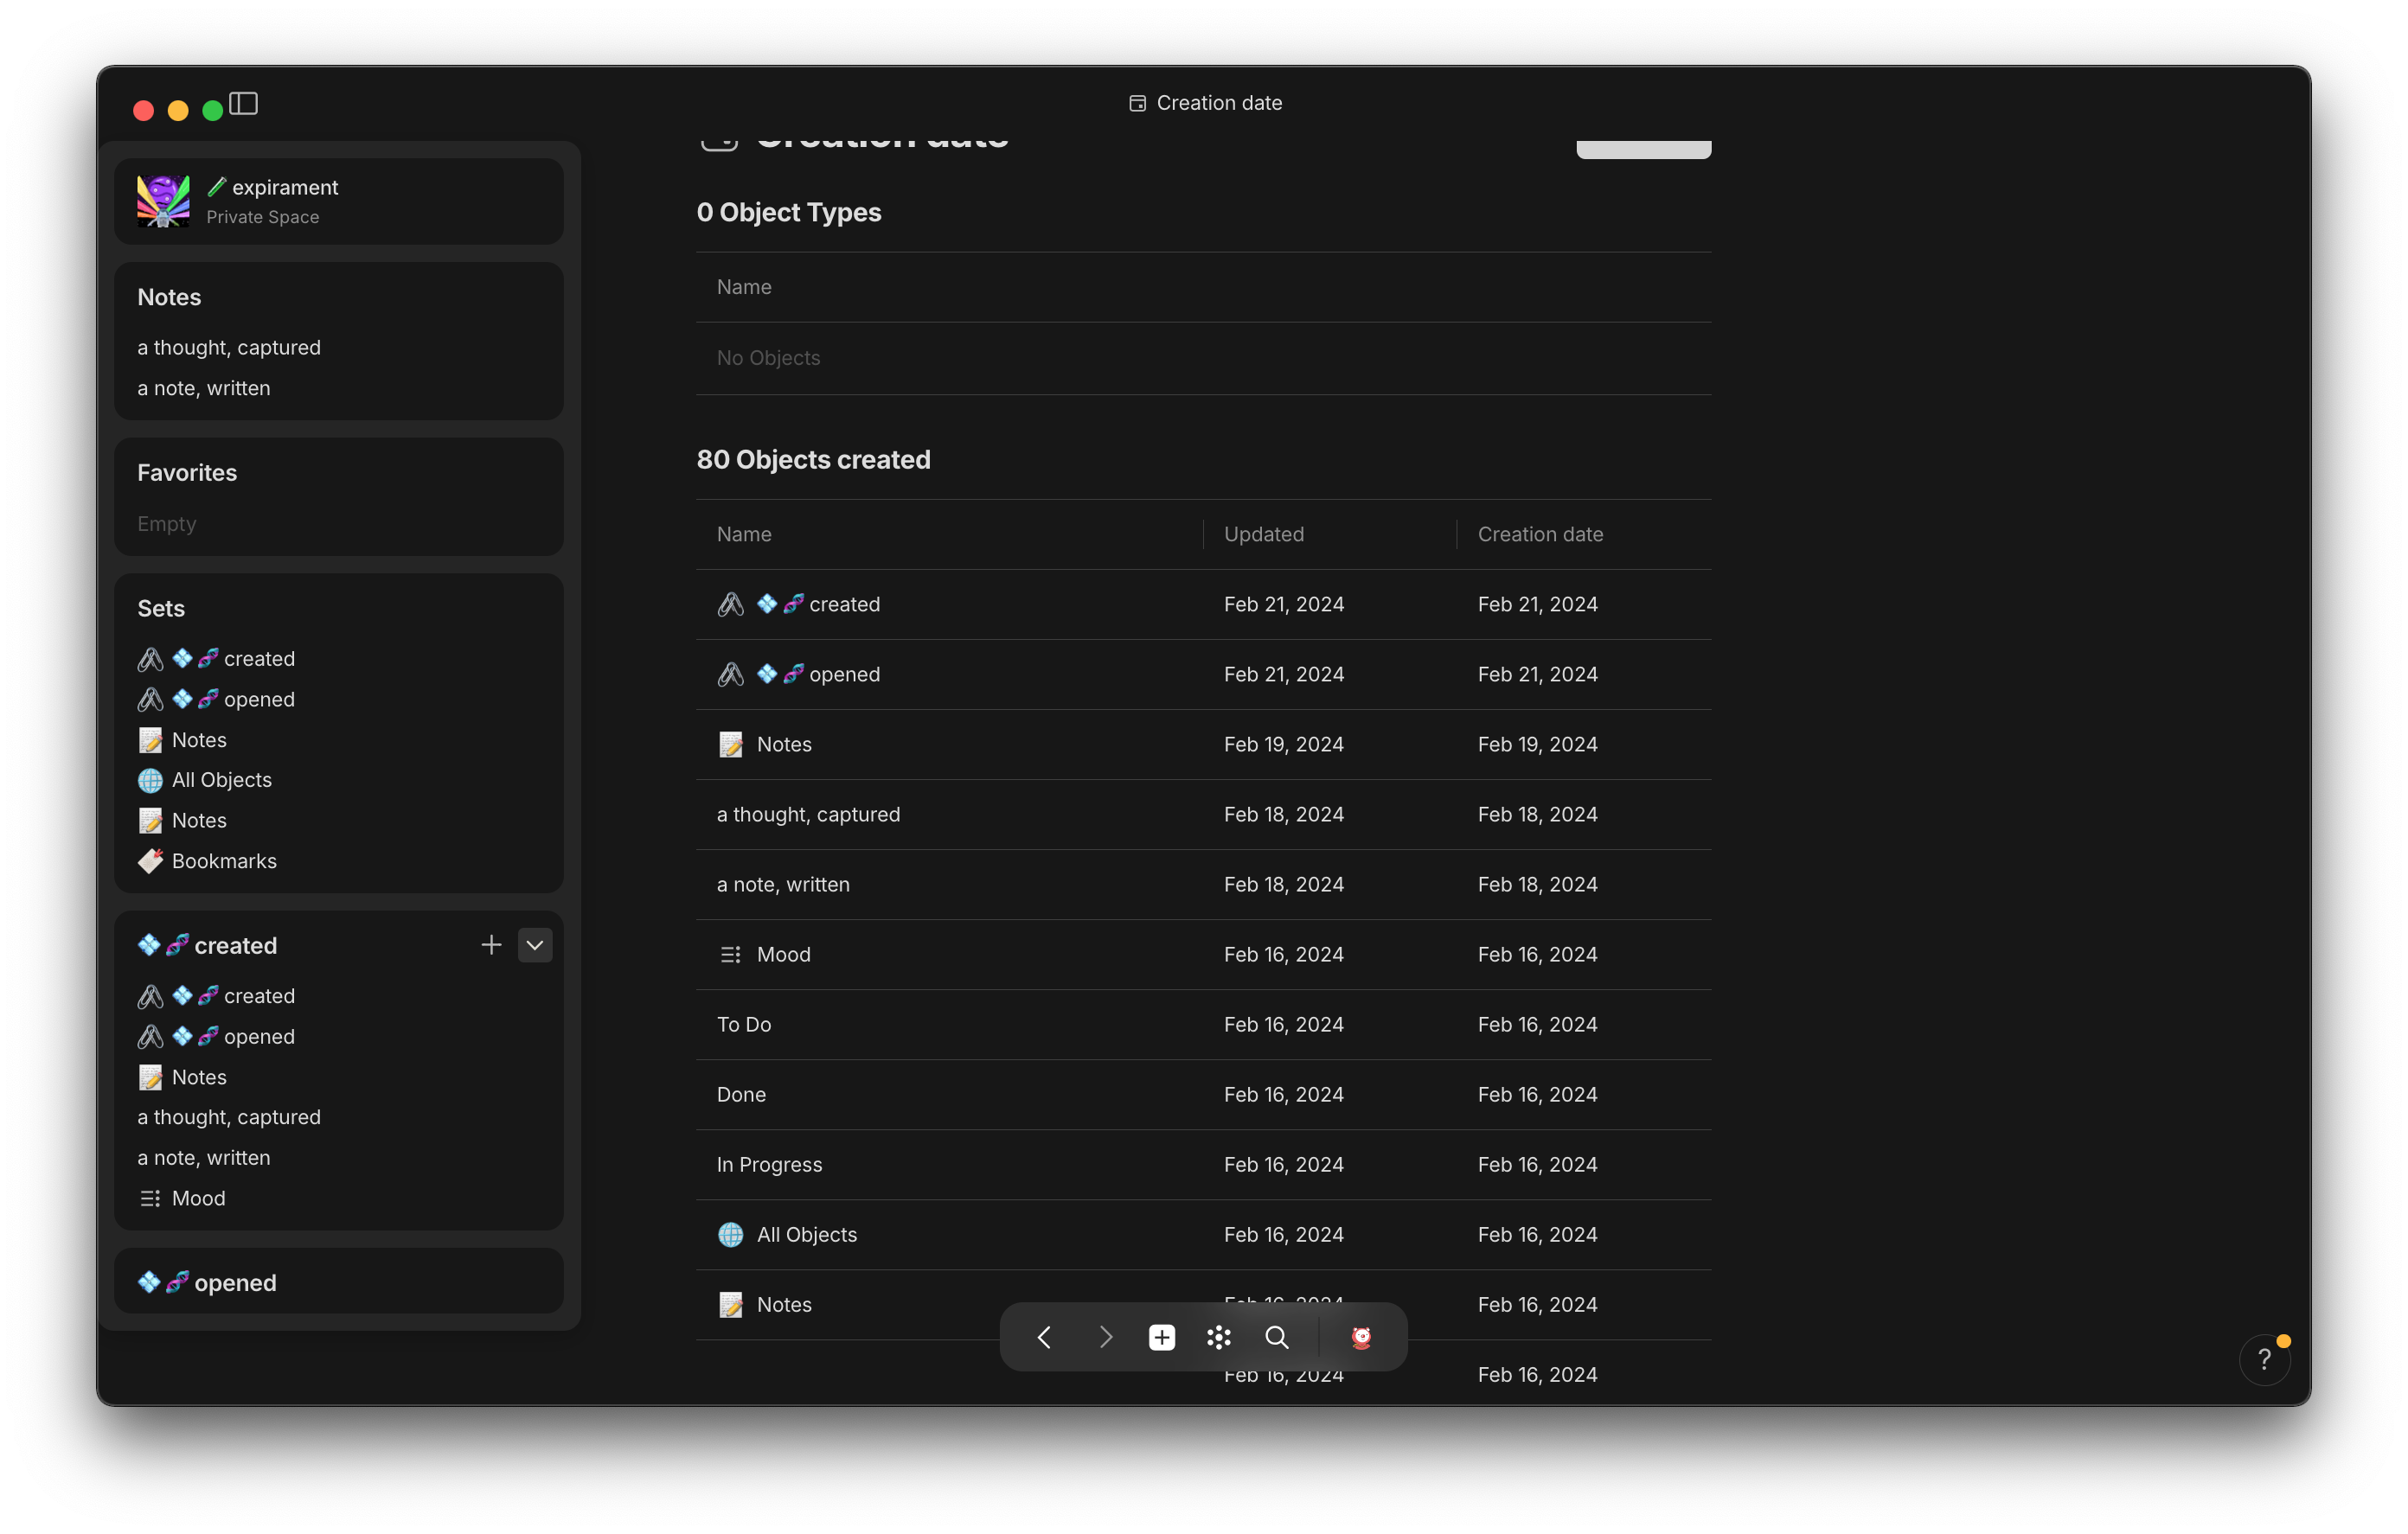 Creation date
expirament
Private Space
Notes
a thought, captured
a note, written
Favorites
Empty
Sets
created
opened
Notes
All Objects
Notes
Bookmarks
created
created
opened
Notes
a thought, captured
a note, written
Mood
opened
Creation date
0 Object Types
Name
No Objects
80 Objects created
Name Updated Creation date
created Feb 21, 2024 Feb 21, 2024
opened Feb 21, 2024 Feb 21, 2024
Notes Feb 19, 2024 Feb 19, 2024
a thought, captured Feb 18, 2024 Feb 18, 2024
a note, written Feb 18, 2024 Feb 18, 2024
Mood Feb 16, 2024 Feb 16, 2024
To Do Feb 16, 2024 Feb 16, 2024
Done Feb 16, 2024 Feb 16, 2024
In Progress Feb 16, 2024 Feb 16, 2024
All Objects Feb 16, 2024 Feb 16, 2024
Notes Feb 16, 2024 Feb 16, 2024
Feb 16, 2024 Feb 16, 2024
?